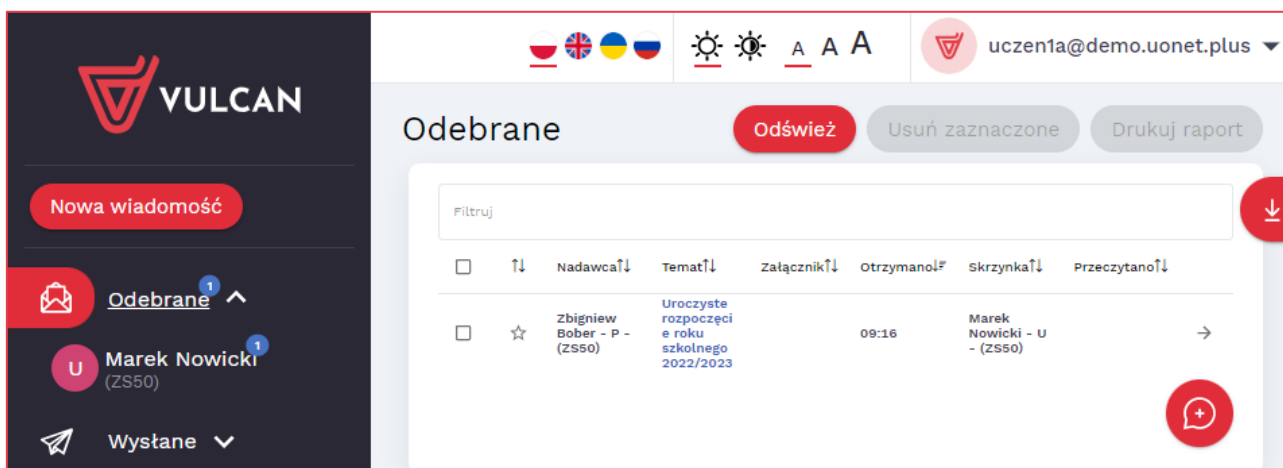 VULCAN
A A A
uczen1a@demo.uonet.plus
Odebrane
Odśwież
Usuń zaznaczone
Drukuj raport
Nowa wiadomość
Filtruj
Nadawca Temat Załącznik Otrzymano Skrzynka Przeczytano
Odebrane 1
Zbigniew
Bober - P -
(ZS50)
Uroczyste
rozpoczęci
e roku
szkolnego
2022/2023
09:16
Marek
Nowicki - U
- (ZS50)
U
Marek Nowicki 1
(ZS50)
Wysłane